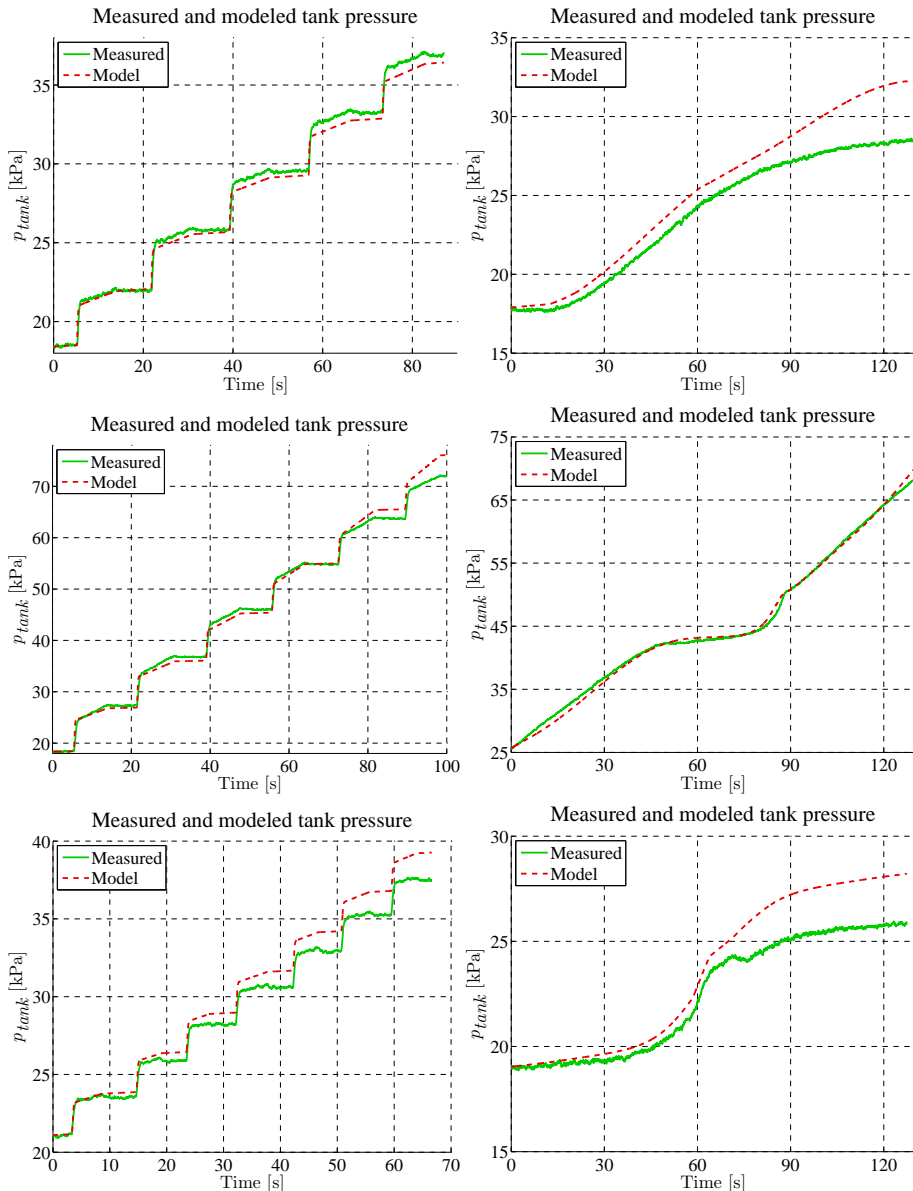 Measured and modeled tank pressure
Measured
Model
35
30
25
20
p_tank [kPa]
0 20 40 60 80
Time [s]
Measured and modeled tank pressure
35
Measured
Model
30
25
20
15
p_tank [kPa]
0 30 60 90 120
Time [s]
Measured and modeled tank pressure
Measured
Model
70
60
50
40
30
20
p_tank [kPa]
0 20 40 60 80 100
Time [s]
Measured and modeled tank pressure
75
Measured
Model
65
55
45
35
25
p_tank [kPa]
0 30 60 90 120
Time [s]
Measured and modeled tank pressure
40
Measured
Model
35
30
25
20
p_tank [kPa]
0 10 20 30 40 50 60 70
Time [s]
Measured and modeled tank pressure
30
Measured
Model
25
20
15
p_tank [kPa]
0 30 60 90 120
Time [s]